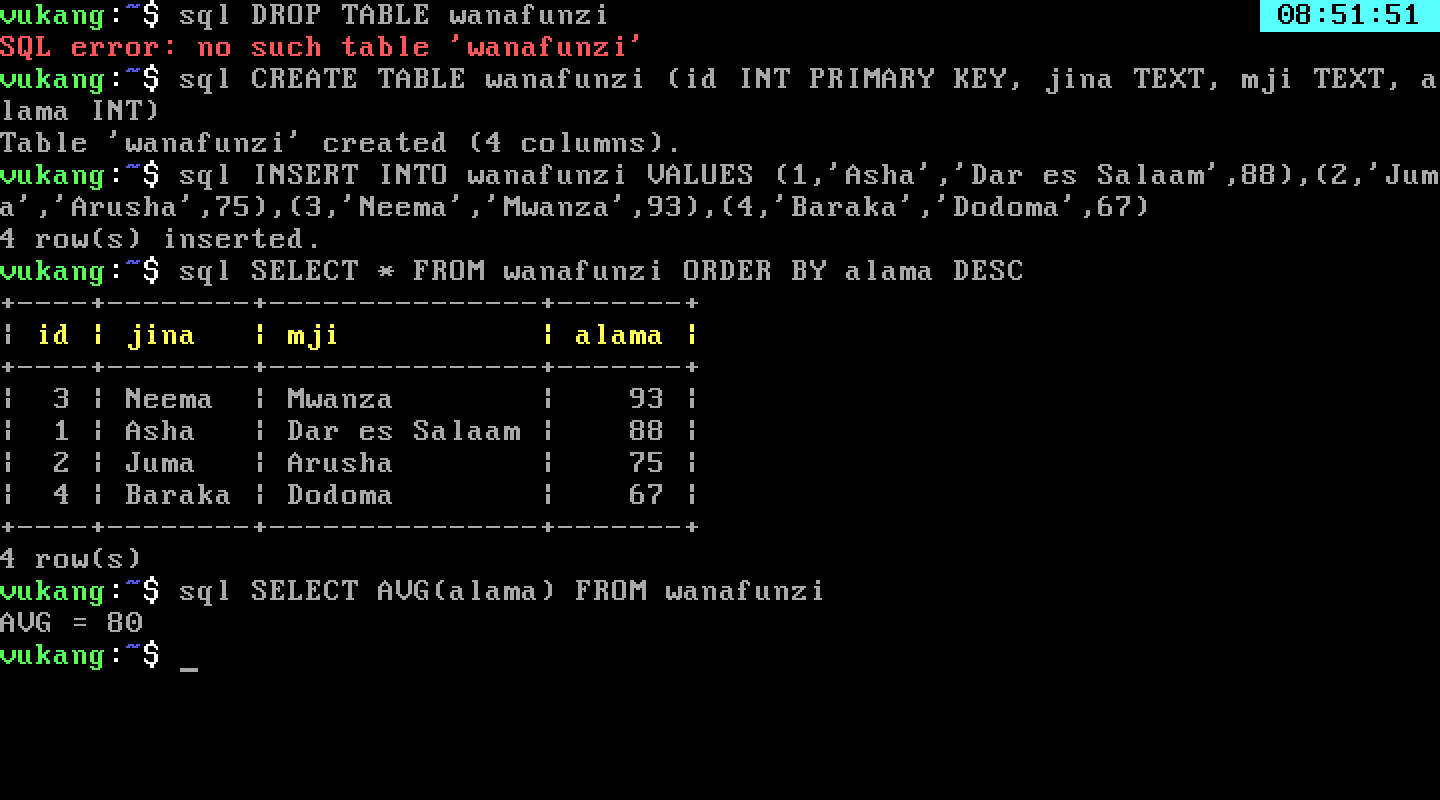 vukang:~$ sql DROP TABLE wanafunzi
08:51:51
SQL error: no such table 'wanafunzi'
vukang:~$ sql CREATE TABLE wanafunzi (id INT PRIMARY KEY, jina TEXT, mji TEXT, a
lama INT)
Table 'wanafunzi' created (4 columns).
vukang:~$ sql INSERT INTO wanafunzi VALUES (1,'Asha','Dar es Salaam',88),(2,'Jum
a','Arusha',75),(3,'Neema','Mwanza',93),(4,'Baraka','Dodoma',67)
4 row(s) inserted.
vukang:~$ sql SELECT * FROM wanafunzi ORDER BY alama DESC
+----+--------+---------------+-------+
| id | jina   | mji           | alama |
+----+--------+---------------+-------+
|  3 | Neema  | Mwanza        |    93 |
|  1 | Asha   | Dar es Salaam |    88 |
|  2 | Juma   | Arusha        |    75 |
|  4 | Baraka | Dodoma        |    67 |
+----+--------+---------------+-------+
4 row(s)
vukang:~$ sql SELECT AVG(alama) FROM wanafunzi
AVG = 80
vukang:~$ _